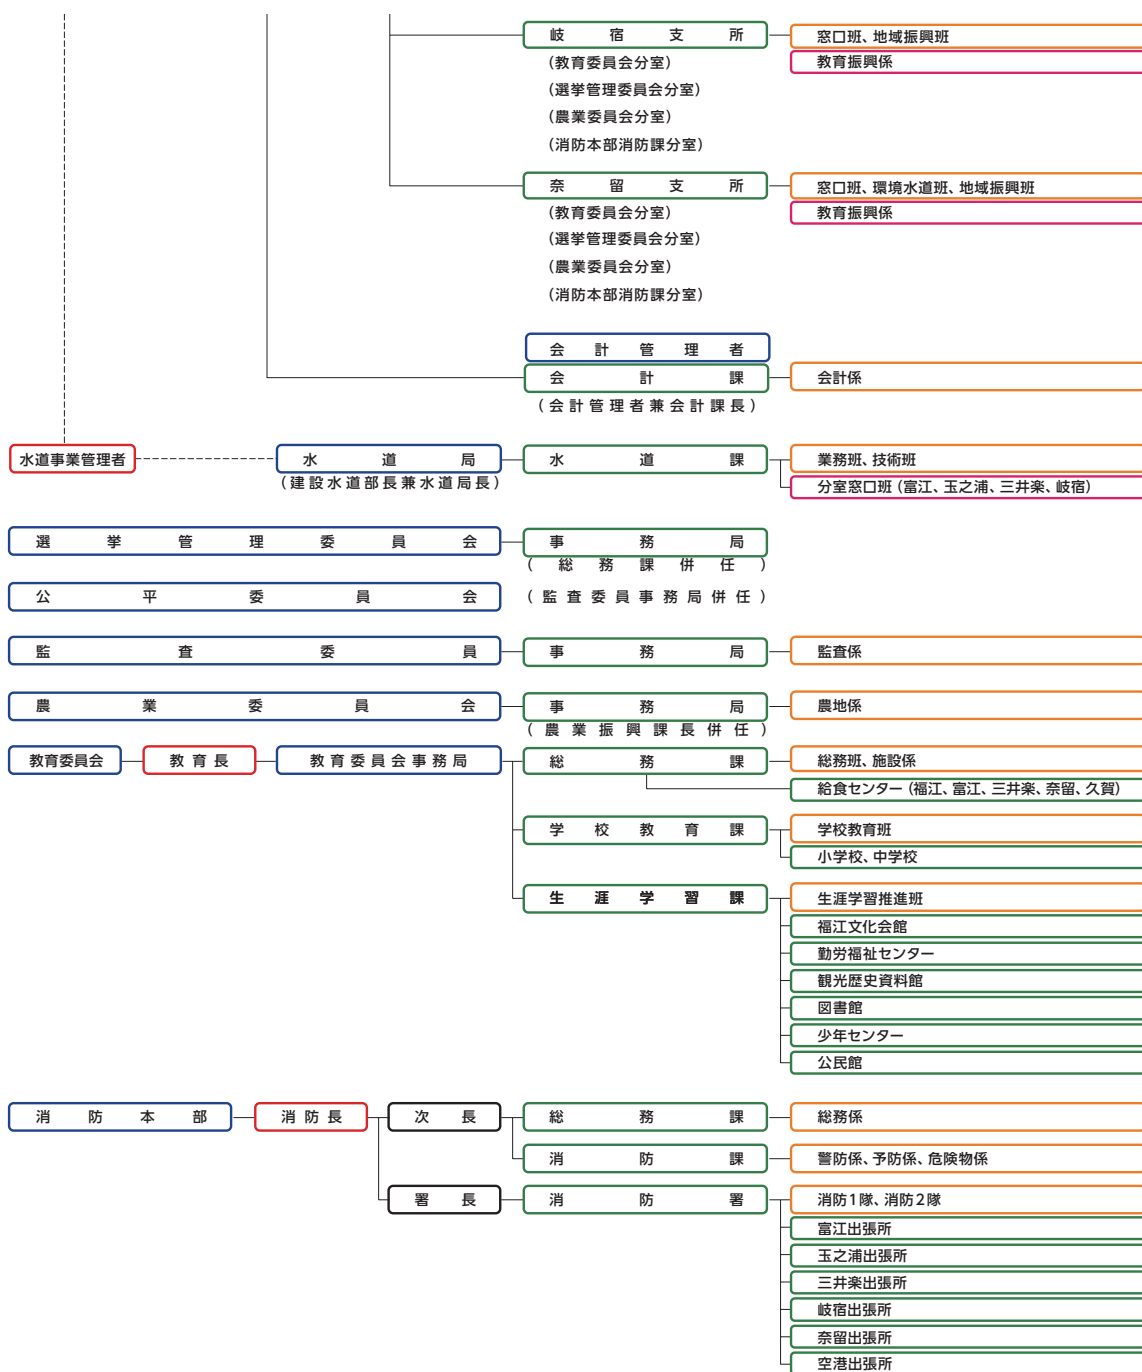 岐宿支所
窓口班、地域振興班
(教育委員会分室)
教育振興係
(選挙管理委員会分室)
(農業委員会分室)
(消防本部消防課分室)
奈留支所
窓口班、環境水道班、地域振興班
(教育委員会分室)
教育振興係
(選挙管理委員会分室)
(農業委員会分室)
(消防本部消防課分室)
会計管理者
会計課
会計係
(会計管理者兼会計課長)
水道事業管理者
水道局
水道課
業務班、技術班
(建設水道部長兼水道局長)
分室窓口班(富江、玉之浦、三井楽、岐宿)
選挙管理委員会
事務局
(総務課併任)
公平委員会
(監査委員事務局併任)
監査委員
事務局
監査係
農業委員会
事務局
農地係
(農業振興課長併任)
教育委員会
教育長
教育委員会事務局
総務課
総務班、施設係
給食センター(福江、富江、三井楽、奈留、久賀)
学校教育課
学校教育班
小学校、中学校
生涯学習課
生涯学習推進班
福江文化会館
勤労福祉センター
観光歴史資料館
図書館
少年センター
公民館
消防本部
消防長
次長
総務課
総務係
消防課
警防係、予防係、危険物係
署長
消防署
消防1隊、消防2隊
富江出張所
玉之浦出張所
三井楽出張所
岐宿出張所
奈留出張所
空港出張所